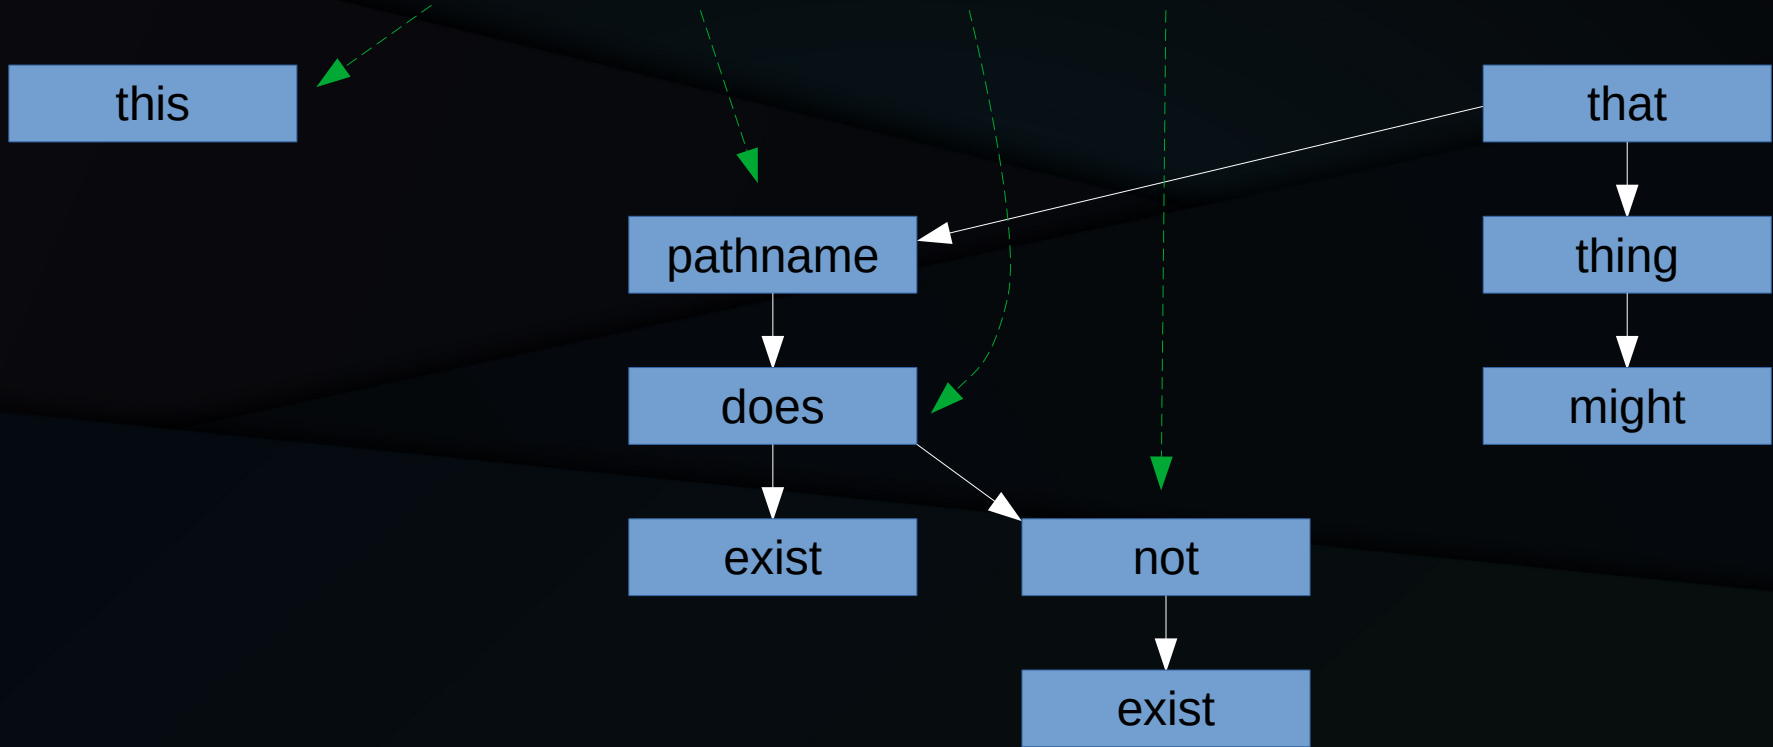 this
that
pathname
thing
does
might
exist
not
exist